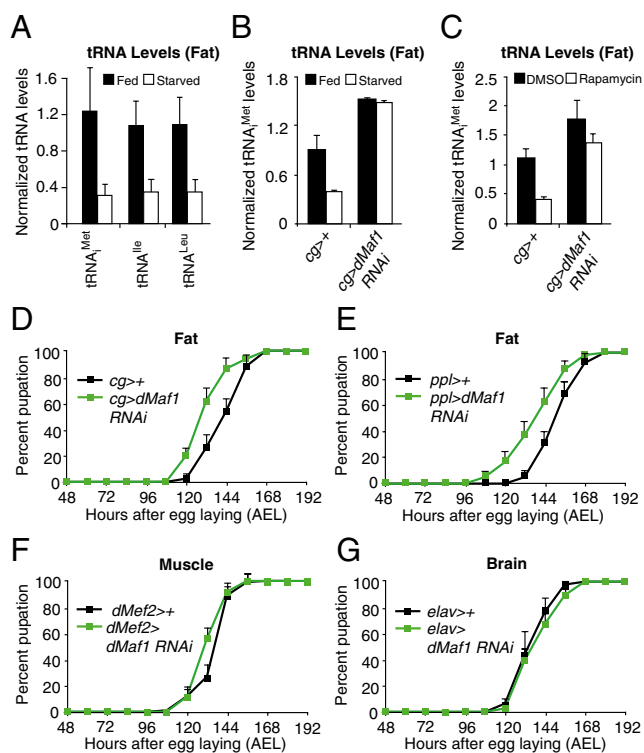 A
tRNA Levels (Fat)
Fed Starved
Normalized tRNA levels
1.6
1.2
0.8
0.4
0
tRNAiMet
tRNAIle
tRNALeu
B
tRNA Levels (Fat)
Fed Starved
Normalized tRNAiMet levels
1.8
1.2
0.6
0
cg>+
cg>dMaf1
RNAi
C
tRNA Levels (Fat)
DMSO Rapamycin
Normalized tRNAiMet levels
2.5
2
1.5
1
0.5
0
cg>+
cg>dMaf1
RNAi
D
Fat
cg>+
cg>dMaf1
RNAi
Percent pupation
100
80
60
40
20
0
48 72 96 120 144 168 192
Hours after egg laying (AEL)
E
Fat
ppl>+
ppl>dMaf1
RNAi
Percent pupation
100
80
60
40
20
0
48 72 96 120 144 168 192
Hours after egg laying (AEL)
F
Muscle
dMef2>+
dMef2>
dMaf1 RNAi
Percent pupation
100
80
60
40
20
0
48 72 96 120 144 168 192
Hours after egg laying (AEL)
G
Brain
elav>+
elav>
dMaf1 RNAi
Percent pupation
100
80
60
40
20
0
48 72 96 120 144 168 192
Hours after egg laying (AEL)